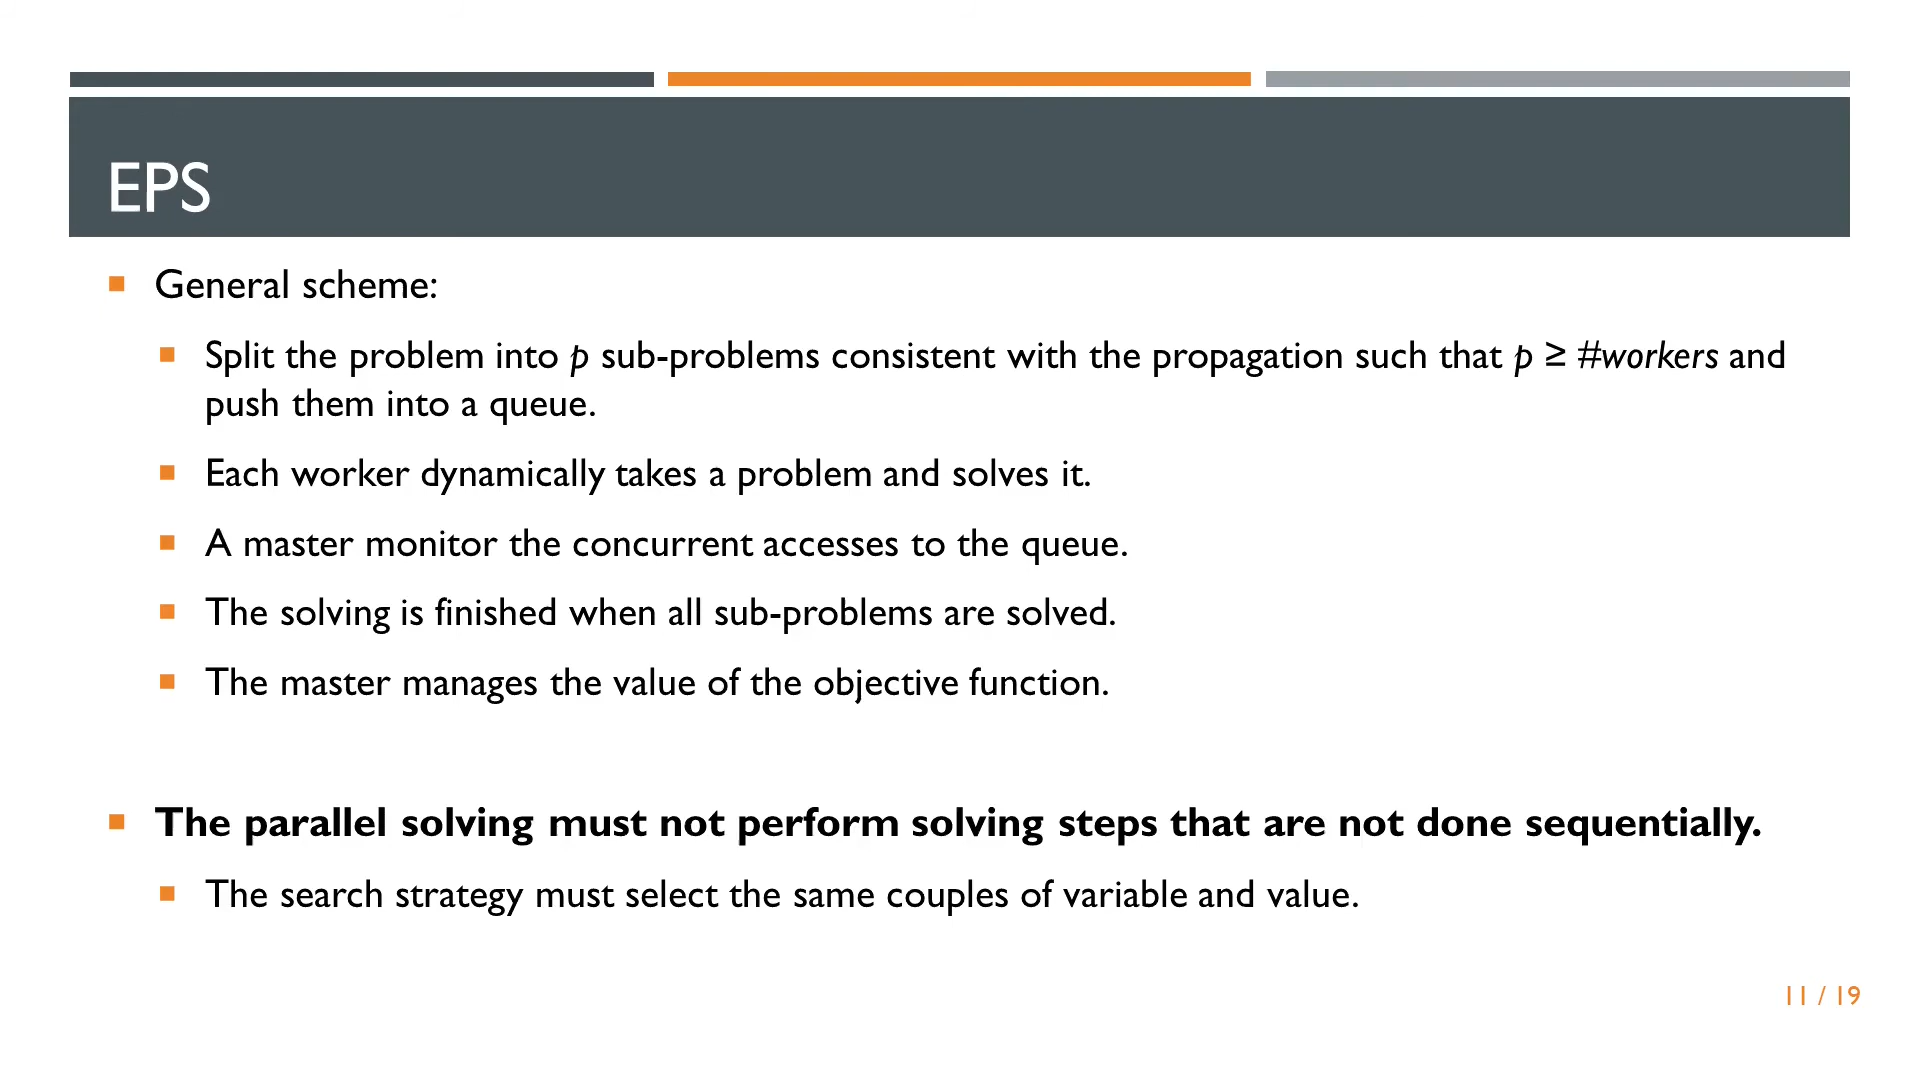 EPS
General scheme:
Split the problem into p sub-problems consistent with the propagation such that p ≥ #workers and
push them into a queue.
Each worker dynamically takes a problem and solves it.
A master monitor the concurrent accesses to the queue.
The solving is finished when all sub-problems are solved.
The master manages the value of the objective function.
The parallel solving must not perform solving steps that are not done sequentially.
The search strategy must select the same couples of variable and value.
11 / 19